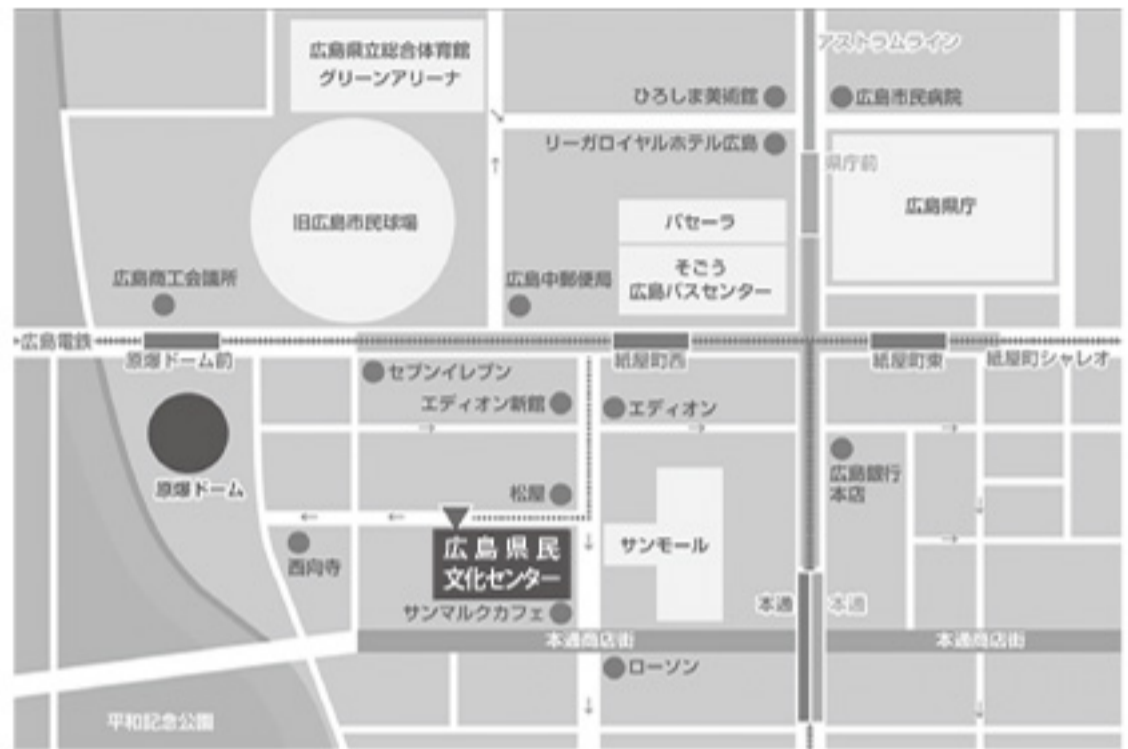 広島県立総合体育館
グリーンアリーナ
アストラムライン
ひろしま美術館
広島市民病院
リーガロイヤルホテル広島
県庁前
広島県庁
旧広島市民球場
パセーラ
そごう
広島バスセンター
広島商工会議所
広島中郵便局
広島電鉄
原爆ドーム前
紙屋町西
紙屋町東
紙屋町シャレオ
セブンイレブン
エディオン新館
エディオン
原爆ドーム
広島銀行
本店
松屋
西向寺
広島県民
文化センター
サンモール
サンマルクカフェ
本通
本通
本通商店街
本通商店街
ローソン
平和記念公園